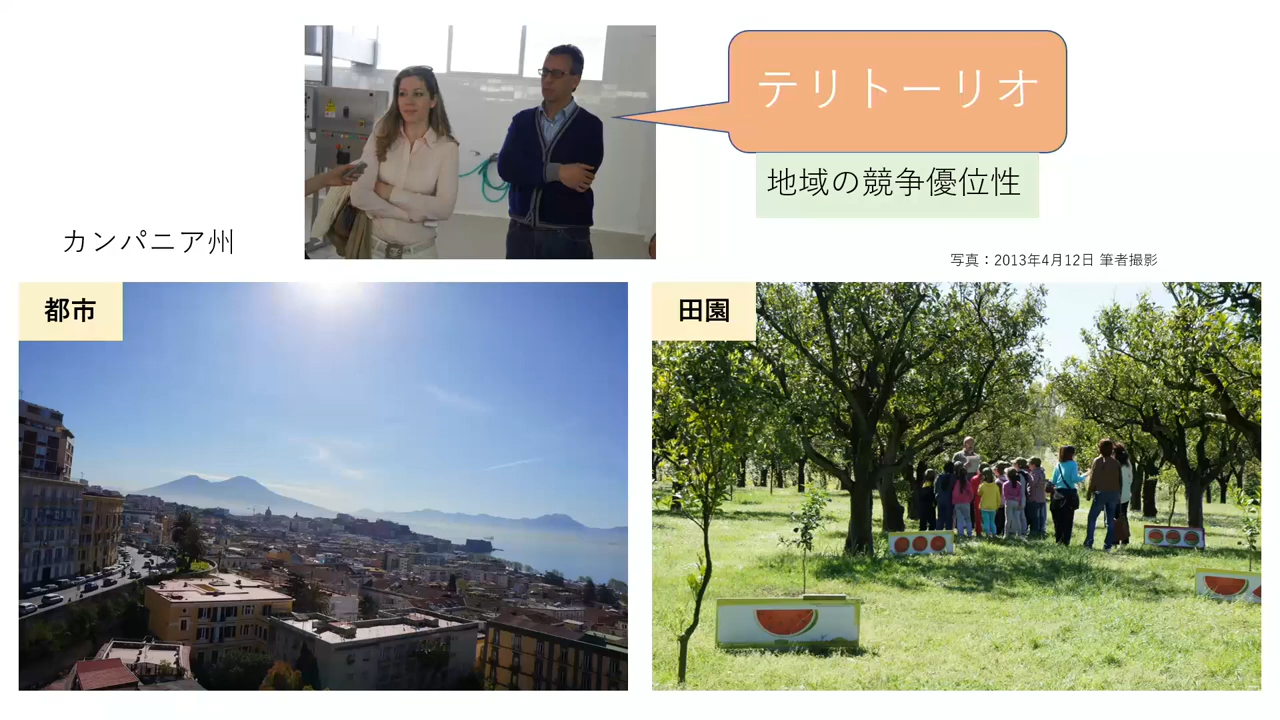 テリトーリオ
地域の競争優位性
カンパニア州
写真：2013年4月12日 筆者撮影
都市
田園